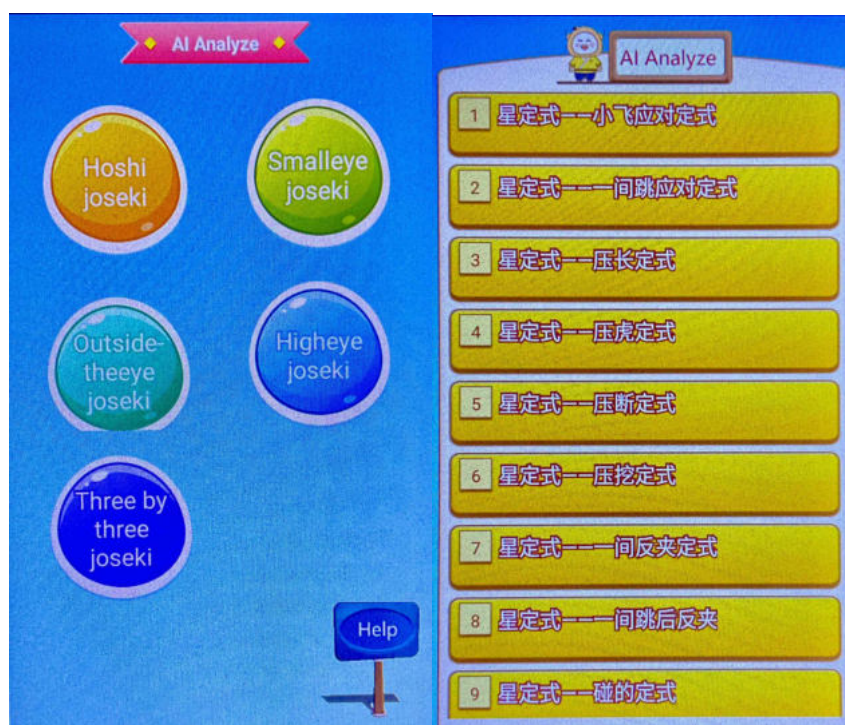 AI Analyze
Hoshi
joseki
Smalleye
joseki
Outside-
theeye
joseki
Higheye
joseki
Three by
three
joseki
Help
AI Analyze
1 星定式——小飞应对定式
2 星定式——一间跳应对定式
3 星定式——压长定式
4 星定式——压虎定式
5 星定式——压断定式
6 星定式——压挖定式
7 星定式——一间反夹定式
8 星定式——一间跳后反夹
9 星定式——碰的定式